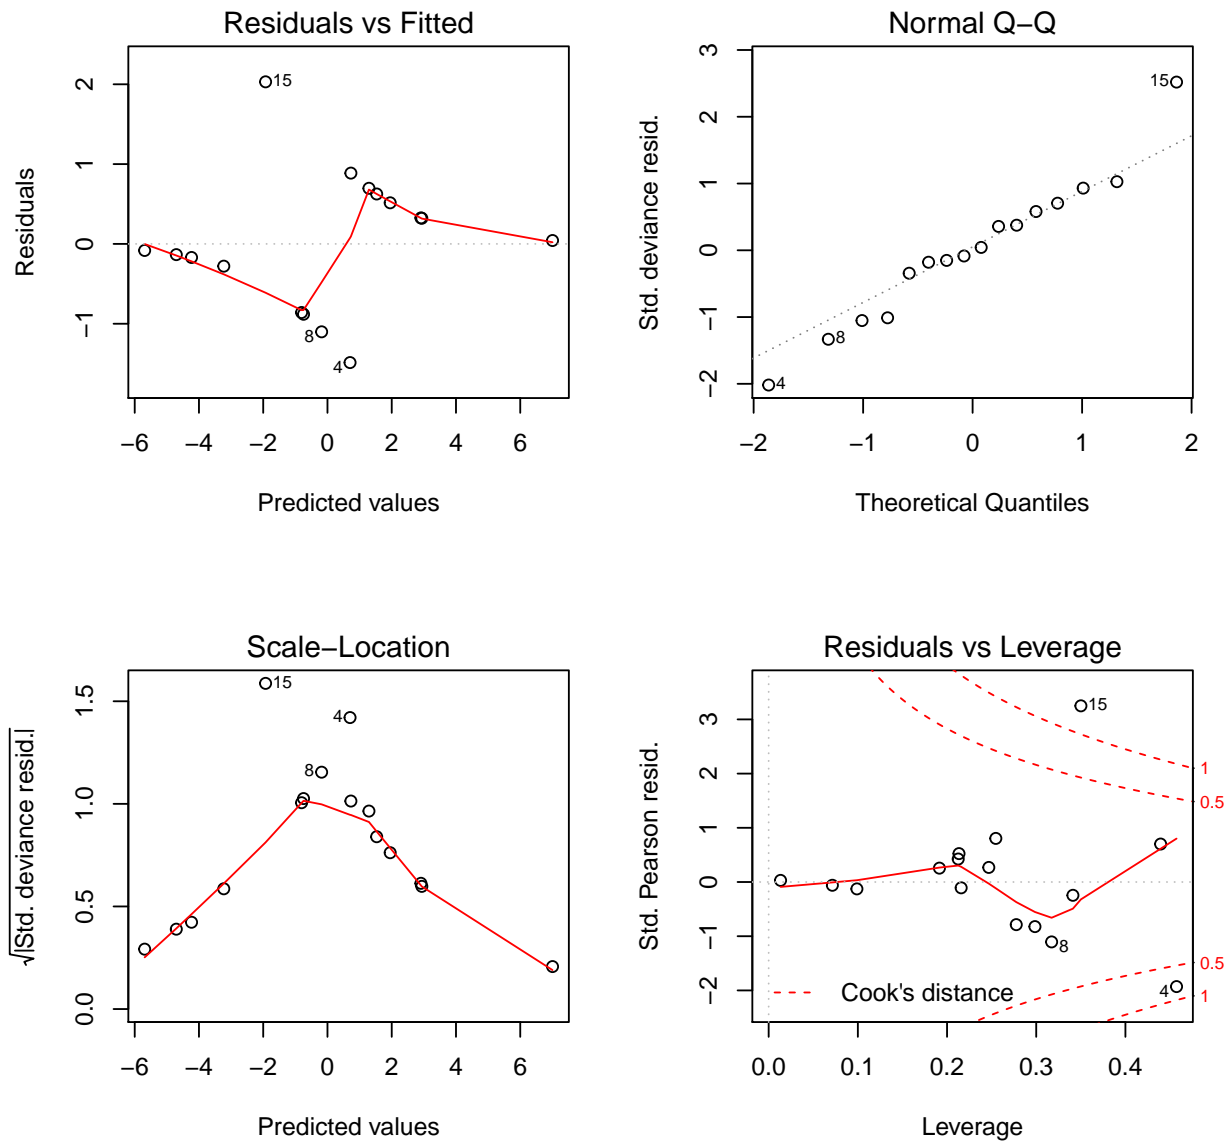 Residuals vs Fitted
Residuals
2
1
0
−1
15
8
4
−6 −4 −2 0 2 4 6
Predicted values
Normal Q−Q
Std. deviance resid.
3
2
1
0
−1
−2
15
8
4
−2 −1 0 1 2
Theoretical Quantiles
Scale−Location
√|Std. deviance resid.|
1.5
1.0
0.5
0.0
15
4
8
−6 −4 −2 0 2 4 6
Predicted values
Residuals vs Leverage
Std. Pearson resid.
3
2
1
0
−1
−2
15
8
4
1
0.5
0.5
1
Cook's distance
0.0 0.1 0.2 0.3 0.4
Leverage